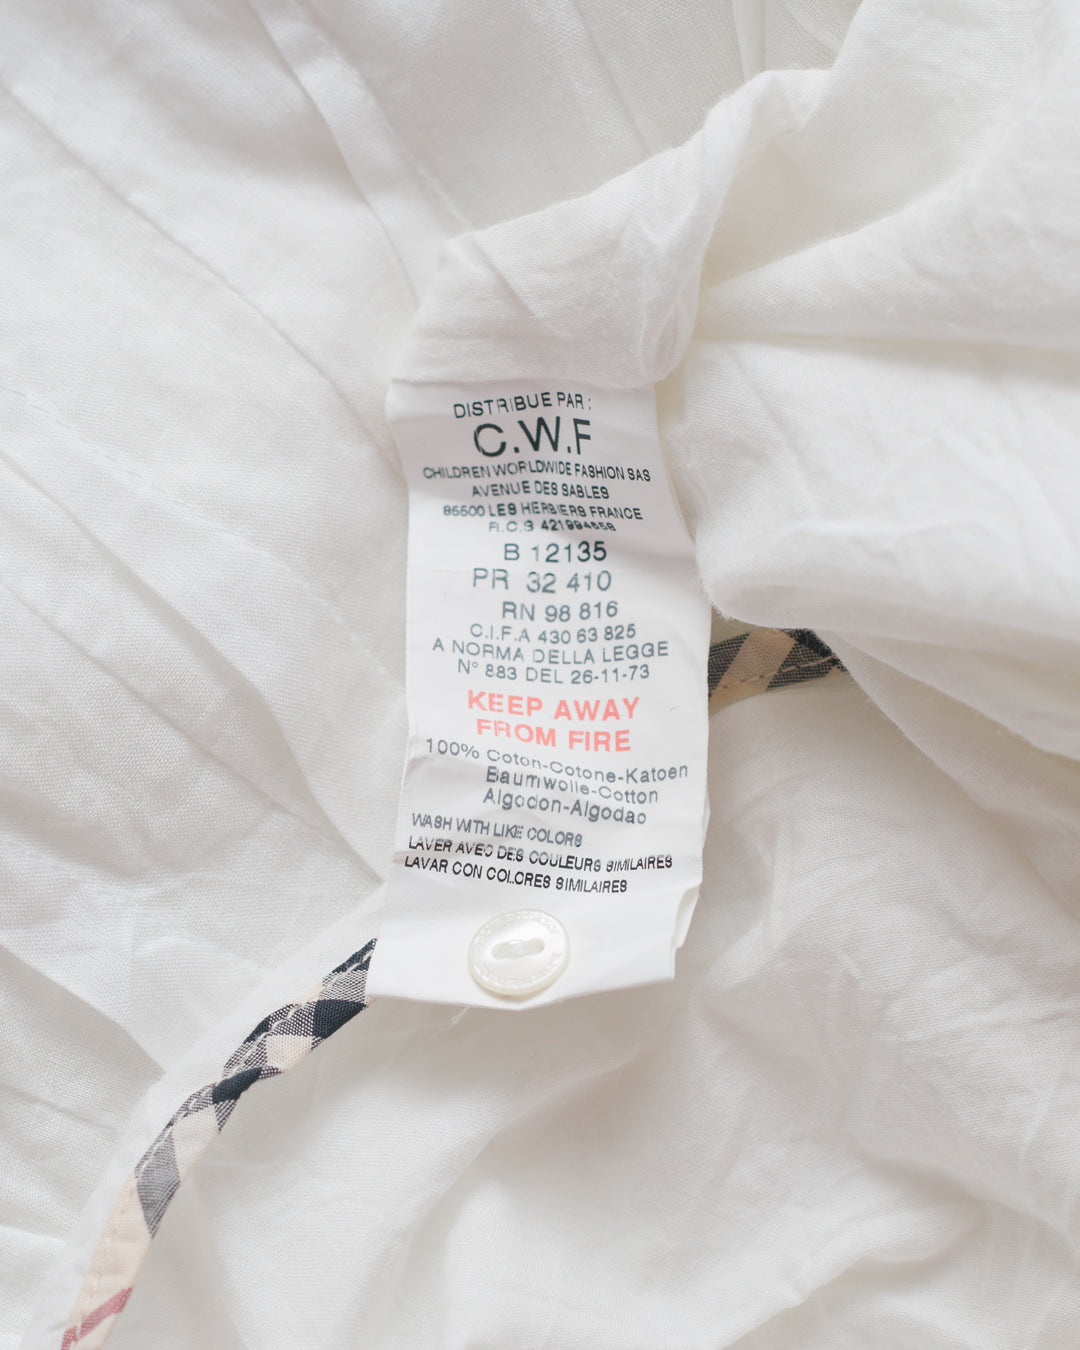 DISTRIBUE PAR :
C.W.F
CHILDREN WORLDWIDE FASHION SAS
AVENUE DES SABLES
85500 LES HERBIERS FRANCE
R.C.S 421994658
B 12135
PR 32 410
RN 98 816
C.I.F.A 430 63 825
A NORMA DELLA LEGGE
N° 883 DEL 26-11-73
KEEP AWAY
FROM FIRE
100% Coton-Cotone-Katoen
Baumwolle-Cotton
Algodon-Algodao
WASH WITH LIKE COLORS
LAVER AVEC DES COULEURS SIMILAIRES
LAVAR CON COLORES SIMILAIRES